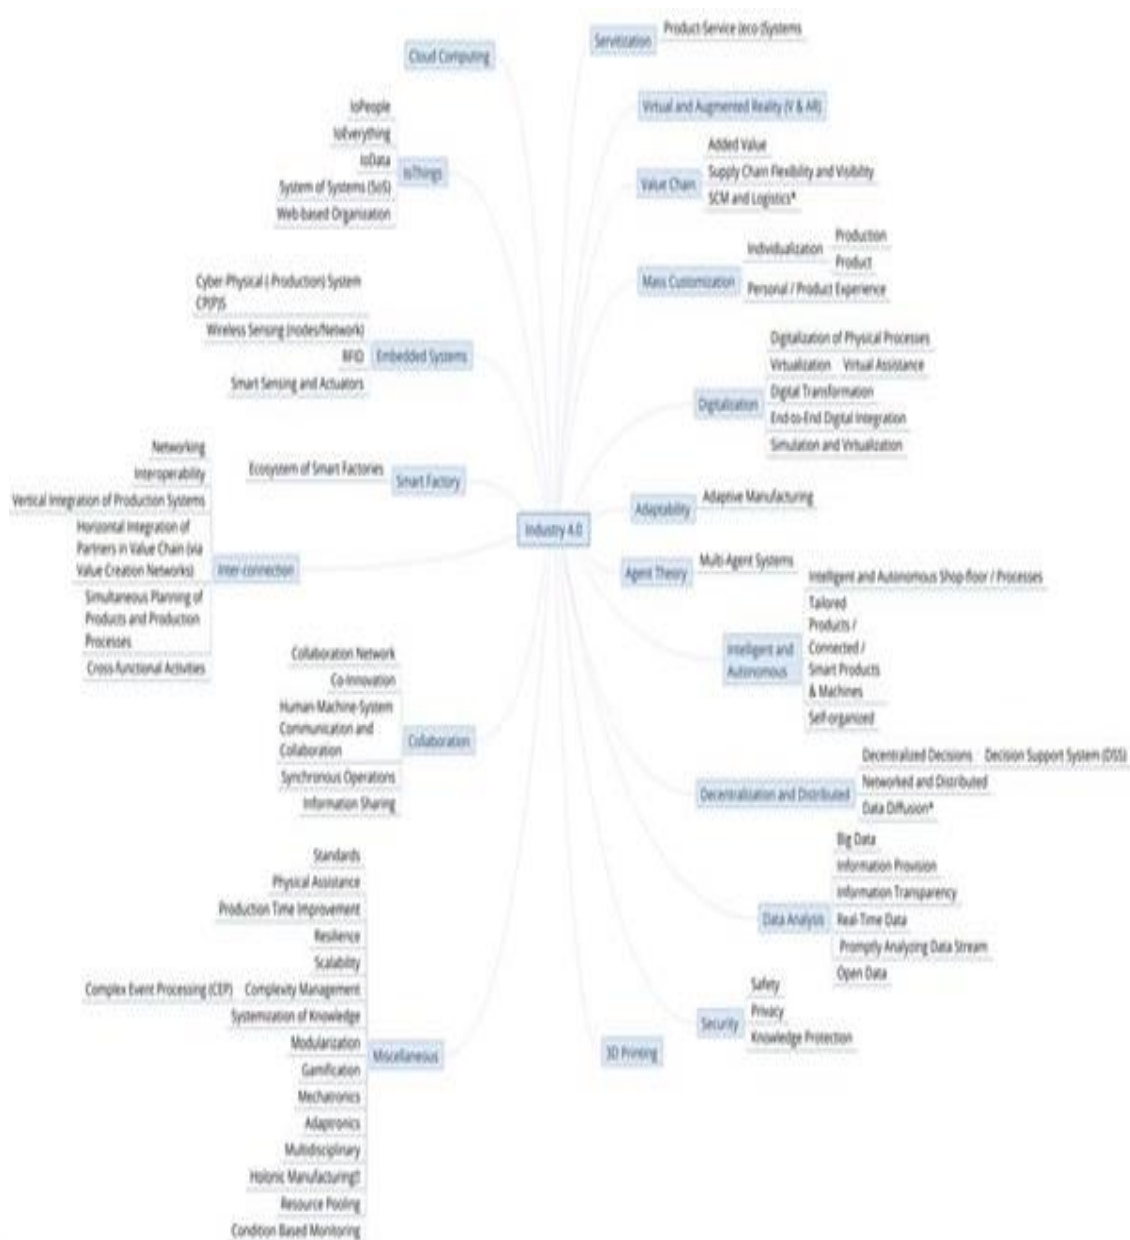 Industry 4.0
Cloud Computing
IoThings
IoPeople
IoEverything
IoData
System of Systems (SoS)
Web-based Organization
Embedded Systems
Cyber Physical (-Production) System
CP(P)S
Wireless Sensing (nodes/Network)
RFID
Smart Sensing and Actuators
Smart Factory
Ecosystem of Smart Factories
Inter-connection
Networking
Interoperability
Vertical Integration of Production Systems
Horizontal Integration of
Partners in Value Chain (via
Value Creation Networks)
Simultaneous Planning of
Products and Production
Processes
Cross-functional Activities
Collaboration
Collaboration Network
Co-Innovation
Human-Machine-System
Communication and
Collaboration
Synchronous Operations
Information Sharing
Miscellaneous
Standards
Physical Assistance
Production Time Improvement
Resilience
Scalability
Complex Event Processing (CEP) Complexity Management
Systemization of Knowledge
Modularization
Gamification
Mechatronics
Adaptronics
Multidisciplinary
Holonic Manufacturing
Resource Pooling
Condition Based Monitoring
Servitization
Product-Service (eco-)Systems
Virtual and Augmented Reality (V & AR)
Value Chain
Added Value
Supply Chain Flexibility and Visibility
SCM and Logistics*
Mass Customization
Individualization
Production
Product
Personal / Product Experience
Digitalization
Digitalization of Physical Processes
Virtualization Virtual Assistance
Digital Transformation
End-to-End Digital Integration
Simulation and Virtualization
Adaptability
Adaptive Manufacturing
Agent Theory
Multi-Agent Systems
Intelligent and
Autonomous
Intelligent and Autonomous Shop-floor / Processes
Tailored
Products /
Connected /
Smart Products
& Machines
Self-organized
Decentralization and Distributed
Decentralized Decisions Decision Support System (DSS)
Networked and Distributed
Data Diffusion*
Data Analysis
Big Data
Information Provision
Information Transparency
Real-Time Data
Promptly Analyzing Data Stream
Open Data
Security
Safety
Privacy
Knowledge Protection
3D Printing